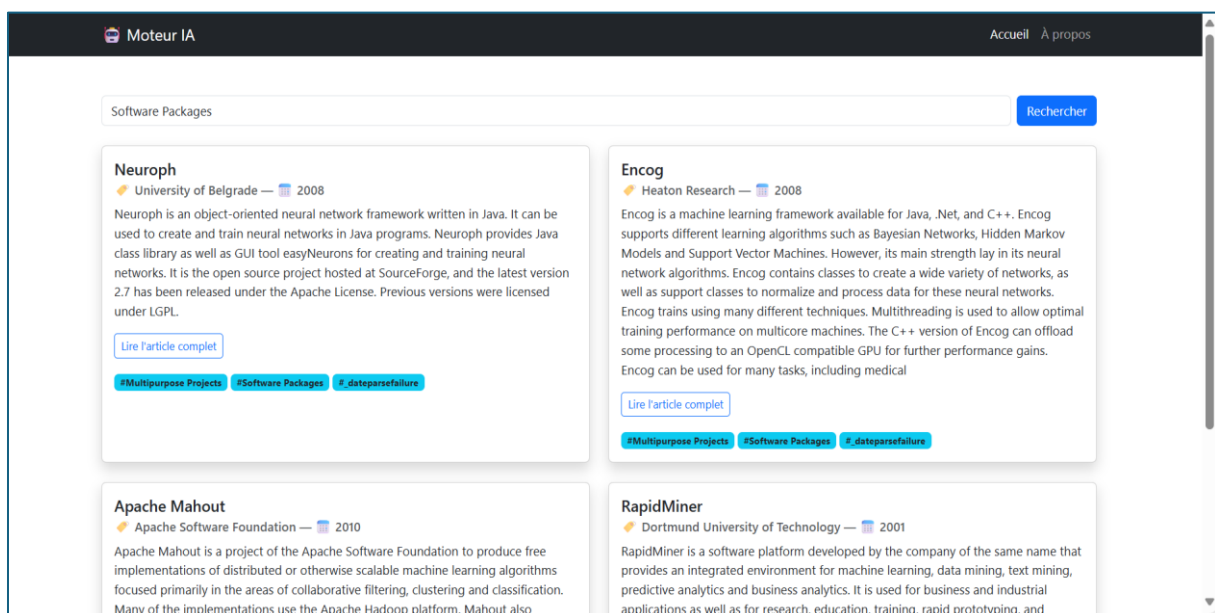 Moteur IA
Accueil À propos
Software Packages
Rechercher
Neuroph
University of Belgrade — 2008
Neuroph is an object-oriented neural network framework written in Java. It can be
used to create and train neural networks in Java programs. Neuroph provides Java
class library as well as GUI tool easyNeurons for creating and training neural
networks. It is the open source project hosted at SourceForge, and the latest version
2.7 has been released under the Apache License. Previous versions were licensed
under LGPL.
Lire l'article complet
#Multipurpose Projects #Software Packages #_dateparsefailure
Encog
Heaton Research — 2008
Encog is a machine learning framework available for Java, .Net, and C++. Encog
supports different learning algorithms such as Bayesian Networks, Hidden Markov
Models and Support Vector Machines. However, its main strength lay in its neural
network algorithms. Encog contains classes to create a wide variety of networks, as
well as support classes to normalize and process data for these neural networks.
Encog trains using many different techniques. Multithreading is used to allow optimal
training performance on multicore machines. The C++ version of Encog can offload
some processing to an OpenCL compatible GPU for further performance gains.
Encog can be used for many tasks, including medical
Lire l'article complet
#Multipurpose Projects #Software Packages #_dateparsefailure
Apache Mahout
Apache Software Foundation — 2010
Apache Mahout is a project of the Apache Software Foundation to produce free
implementations of distributed or otherwise scalable machine learning algorithms
focused primarily in the areas of collaborative filtering, clustering and classification.
Many of the implementations use the Apache Hadoop platform. Mahout also
RapidMiner
Dortmund University of Technology — 2001
RapidMiner is a software platform developed by the company of the same name that
provides an integrated environment for machine learning, data mining, text mining,
predictive analytics and business analytics. It is used for business and industrial
applications as well as for research, education, training, rapid prototyping, and